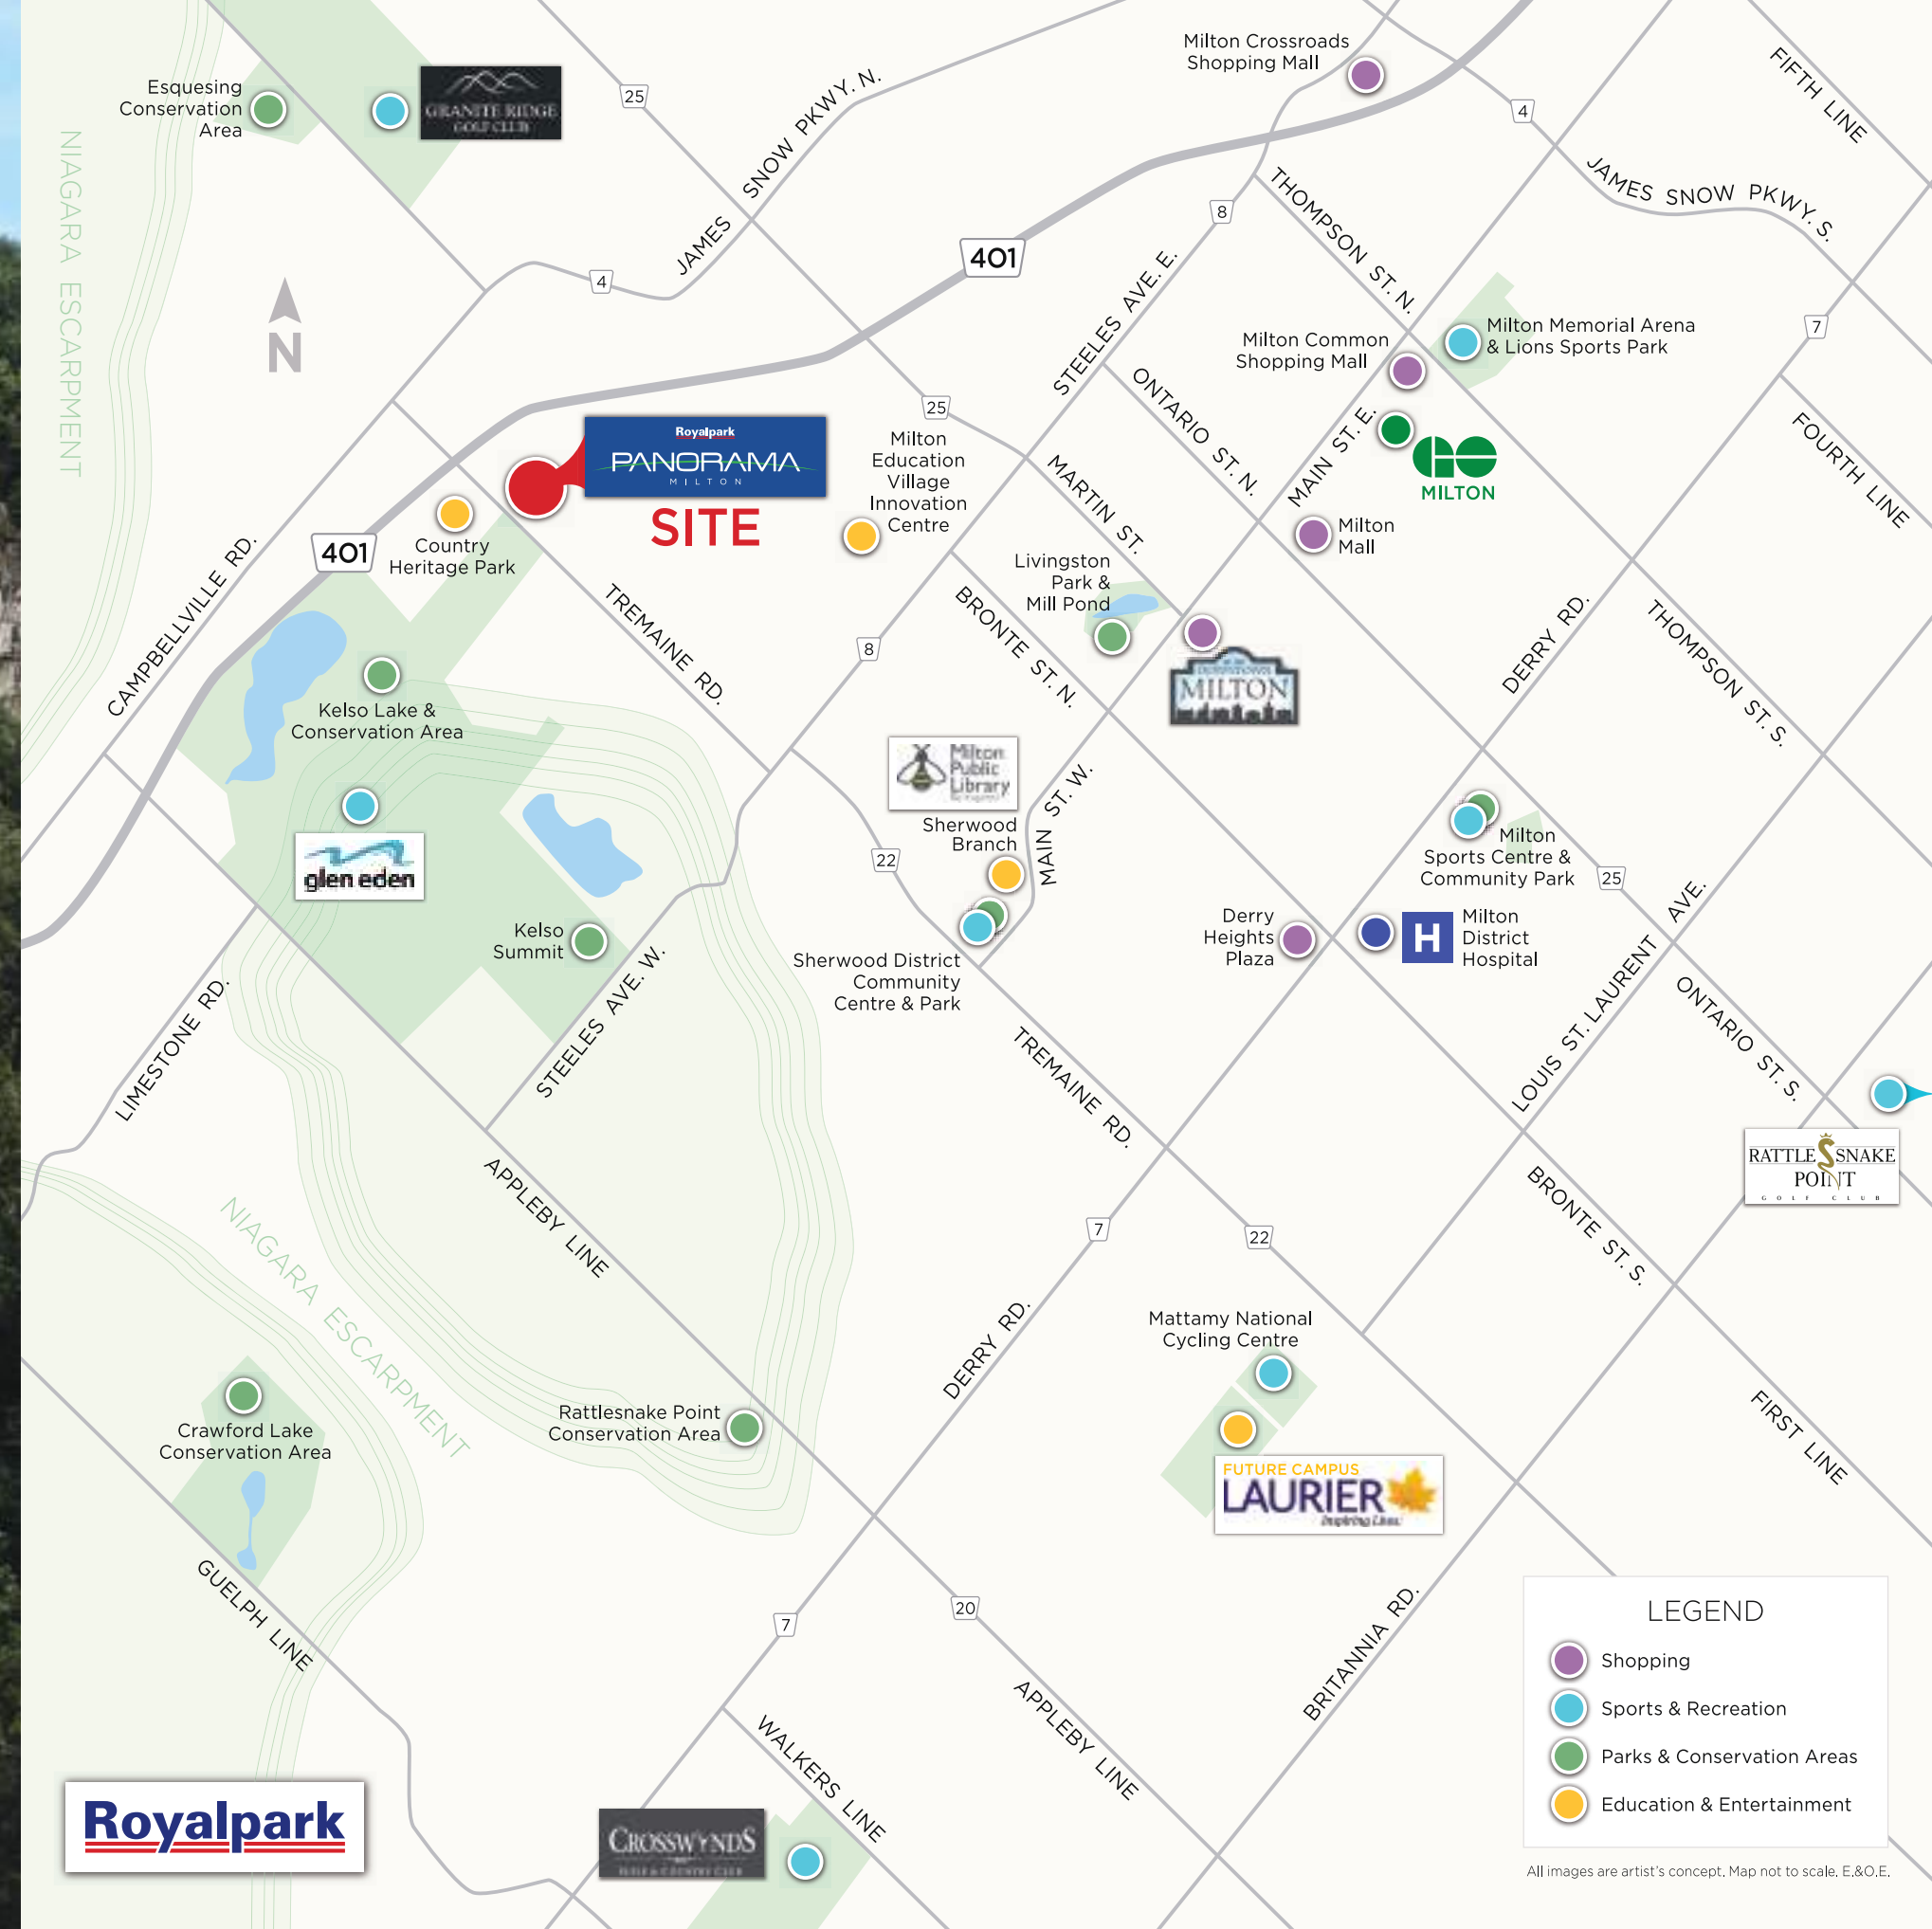 Milton Crossroads
Shopping Mall
FIFTH LINE
Esquesing
Conservation
Area
GRANITE RIDGE
GOLF CLUB
25
SNOW PKWY. N.
JAMES
4
JAMES SNOW PKWY. S.
NIAGARA ESCARPMENT
8
THOMPSON ST. N.
401
4
N
STEELES AVE. E.
Milton Common
Shopping Mall
Milton Memorial Arena
& Lions Sports Park
7
25
ONTARIO ST. N.
MAIN ST. E.
GO
MILTON
FOURTH LINE
Royalpark
PANORAMA
MILTON
SITE
Milton
Education
Village
Innovation
Centre
MARTIN ST.
Milton
Mall
401
Country
Heritage Park
CAMPBELLVILLE RD.
TREMAINE RD.
Livingston
Park &
Mill Pond
BRONTE ST. N.
8
DERRY RD.
THOMPSON ST. S.
DOWNTOWN
MILTON
Kelso Lake &
Conservation Area
Milton
Public
Library
Sherwood
Branch
MAIN ST. W.
glen eden
22
Milton
Sports Centre &
Community Park
25
Kelso
Summit
Derry
Heights
Plaza
H
Milton
District
Hospital
Sherwood District
Community
Centre & Park
LIMESTONE RD.
STEELES AVE. W.
LOUIS ST. LAURENT AVE.
ONTARIO ST. S.
TREMAINE RD.
RATTLESNAKE
POINT
GOLF CLUB
APPLEBY LINE
BRONTE ST. S.
NIAGARA ESCARPMENT
7
22
Mattamy National
Cycling Centre
DERRY RD.
Crawford Lake
Conservation Area
Rattlesnake Point
Conservation Area
FIRST LINE
FUTURE CAMPUS
LAURIER
Inspiring Lives.
GUELPH LINE
7
20
BRITANNIA RD.
APPLEBY LINE
WALKERS LINE
LEGEND
Shopping
Sports & Recreation
Parks & Conservation Areas
Education & Entertainment
Royalpark
CROSSWYNDS
GOLF & COUNTRY CLUB
All images are artist's concept. Map not to scale. E.&O.E.